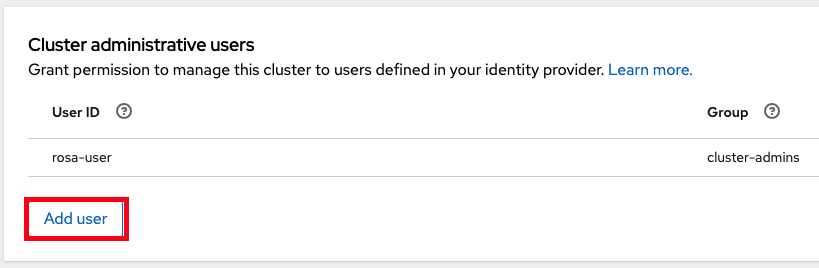 Cluster administrative users
Grant permission to manage this cluster to users defined in your identity provider. Learn more.
User ID ? Group ?
rosa-user cluster-admins
Add user